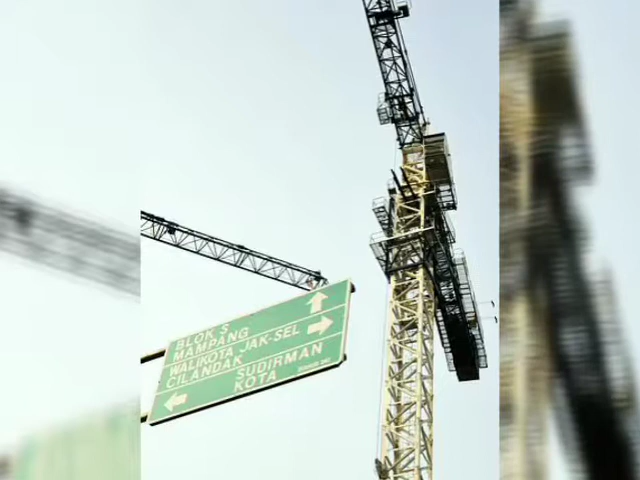 BLOK S
MAMPANG
WALIKOTA JAK-SEL
CILANDAK
SUDIRMAN
KOTA